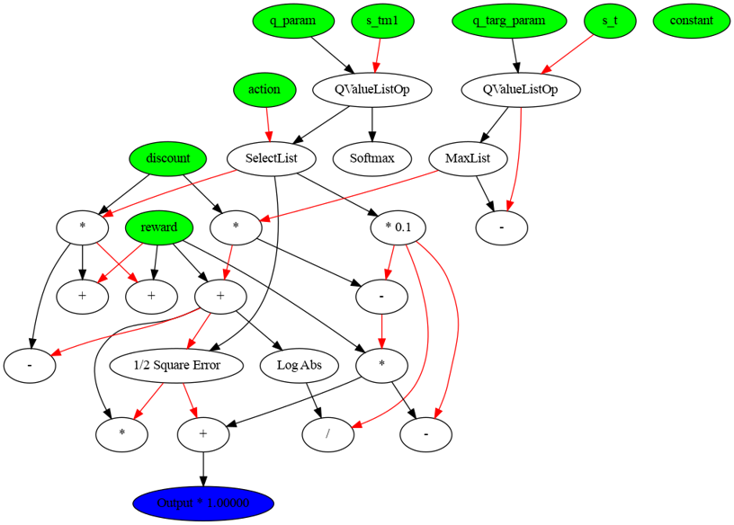 q_param s_tm1 q_targ_param s_t constant
action QValueListOp QValueListOp
discount SelectList Softmax MaxList
* reward * * 0.1 -
+ + + -
- 1/2 Square Error Log Abs *
* + / -
Output * 1.00000